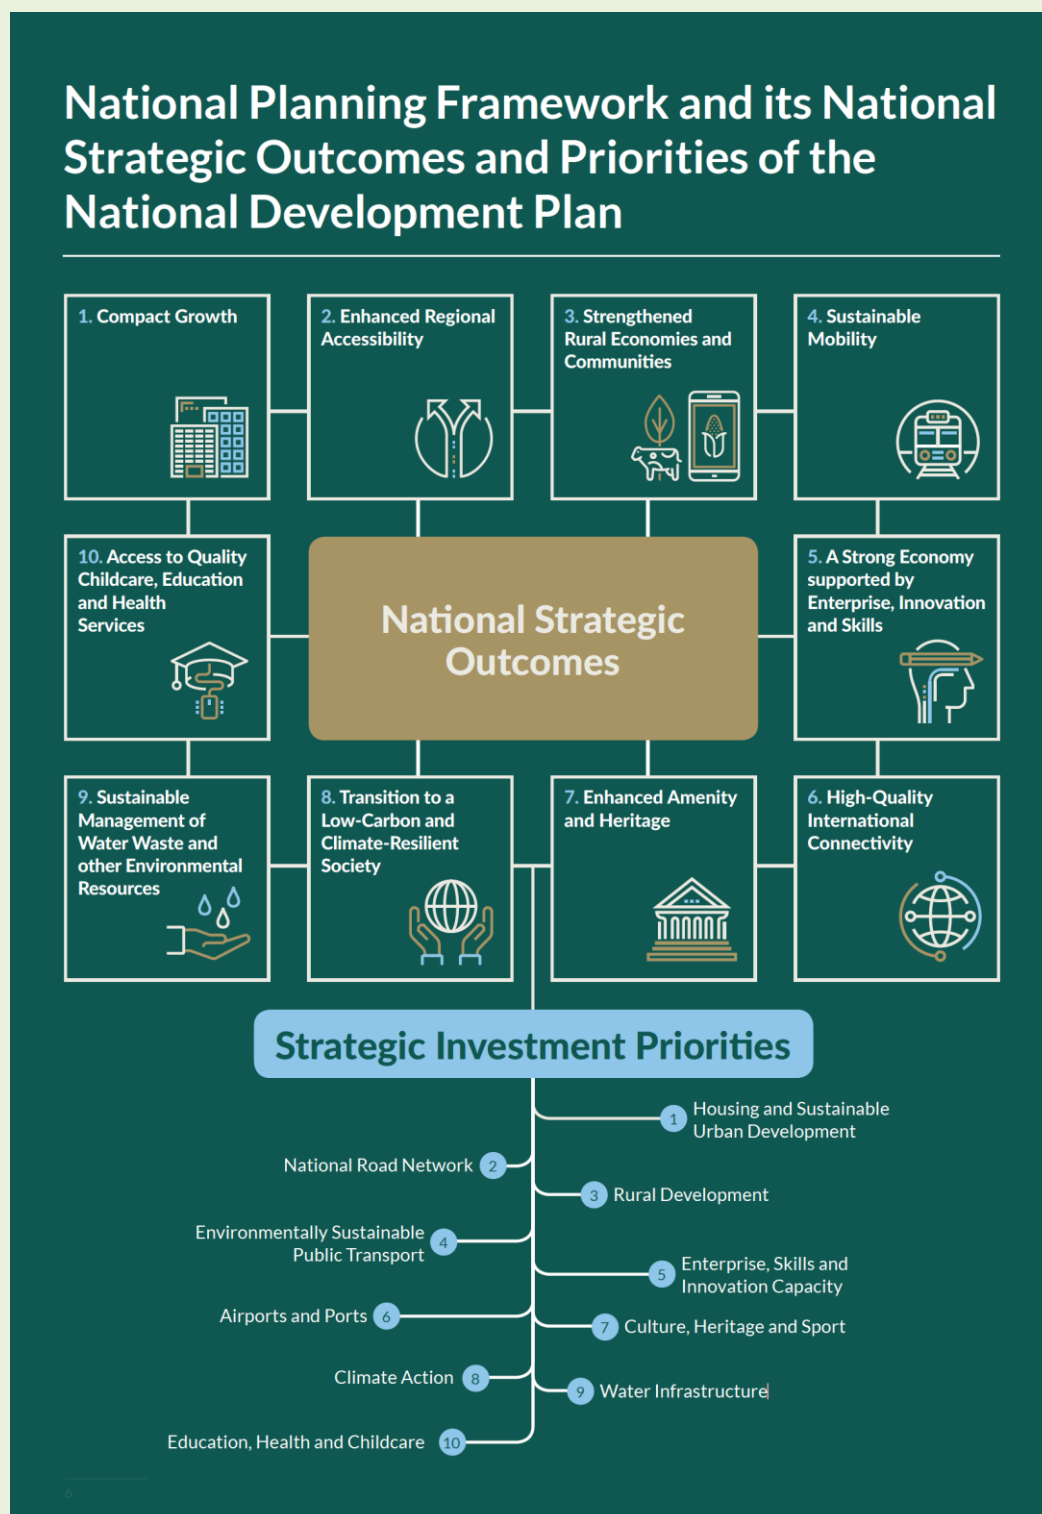 National Planning Framework and its National
Strategic Outcomes and Priorities of the
National Development Plan
1. Compact Growth
2. Enhanced Regional
Accessibility
3. Strengthened
Rural Economies and
Communities
4. Sustainable
Mobility
10. Access to Quality
Childcare, Education
and Health
Services
National Strategic
Outcomes
5. A Strong Economy
supported by
Enterprise, Innovation
and Skills
9. Sustainable
Management of
Water Waste and
other Environmental
Resources
8. Transition to a
Low-Carbon and
Climate-Resilient
Society
7. Enhanced Amenity
and Heritage
6. High-Quality
International
Connectivity
Strategic Investment Priorities
1 Housing and Sustainable
Urban Development
National Road Network 2
3 Rural Development
Environmentally Sustainable
Public Transport 4
5 Enterprise, Skills and
Innovation Capacity
Airports and Ports 6
7 Culture, Heritage and Sport
Climate Action 8
9 Water Infrastructure
Education, Health and Childcare 10
6